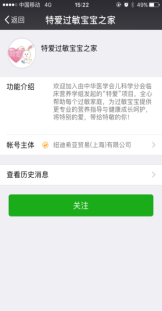 中国移动 4G 15:22 49%
返回 特爱过敏宝宝之家
特爱过敏宝宝之家
功能介绍 欢迎加入由中华医学会儿科学分会临
床营养学组发起的"特爱"项目，全心
帮助每个过敏家庭，为过敏宝宝提供
更专业的营养指导与健康成长呵护，
将特别的爱，带给特敏的你！
帐号主体 纽迪希亚贸易(上海)有限公司
查看历史消息
关注